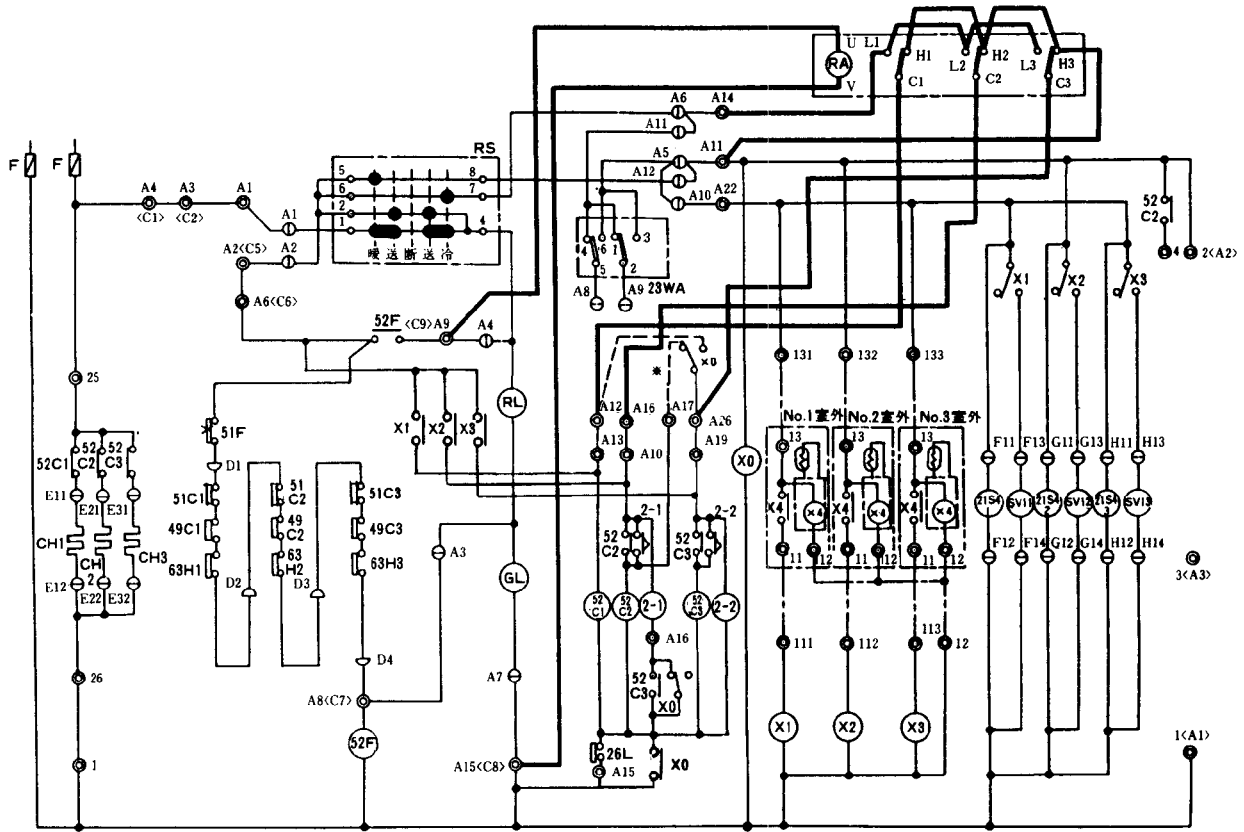 U L1 H1 L2 H2 L3 H3
RA
V C1 C2 C3
A6 A14
A11
F F
RS
A5 A11
A12
A10 A22
5 8
6 7
2
1 4
暖 送 断 送 冷
A4 A3 A1
<C1> <C2>
A1
A2<C5> A2
A6<C6>
4 6 1 3
5 2
A8 A9 23WA
52
C2
4 2<A2>
X1 X2 X3
52F <C9> A9 A4
131 132 133
25
RL
※ X0
X1 X2 X3
A12 A16 A17 A26
A13 A10 A19
51F
D1
X0
No.1室外 No.2室外 No.3室外
13 13 13
X4 X4 X4
X4 X4 X4
11 12 11 12 11 12
F11 F13 G11 G13 H11 H13
21S4 1 SV11 21S4 2 SV12 21S4 3 SV13
F12 F14 G12 G14 H12 H14
52C1 52 C2 52 C3
E11 E21 E31
CH1 CH 2 CH3
E12 E22 E32
51C1 51 C2 51C3
49C1 49 C2 49C3
63H1 63 H2 63H3
D2 D3
A3
GL
52 C2 2-1 52 C3 2-2
52 C1 52 C2 2-1 52 C3 2-2
3<A3>
A16
111 112 113 12
D4
26
A8<C7>
A7
52
C3 X0
52F
X1 X2 X3
1<A1>
1
A15<C8>
26L X0
A15